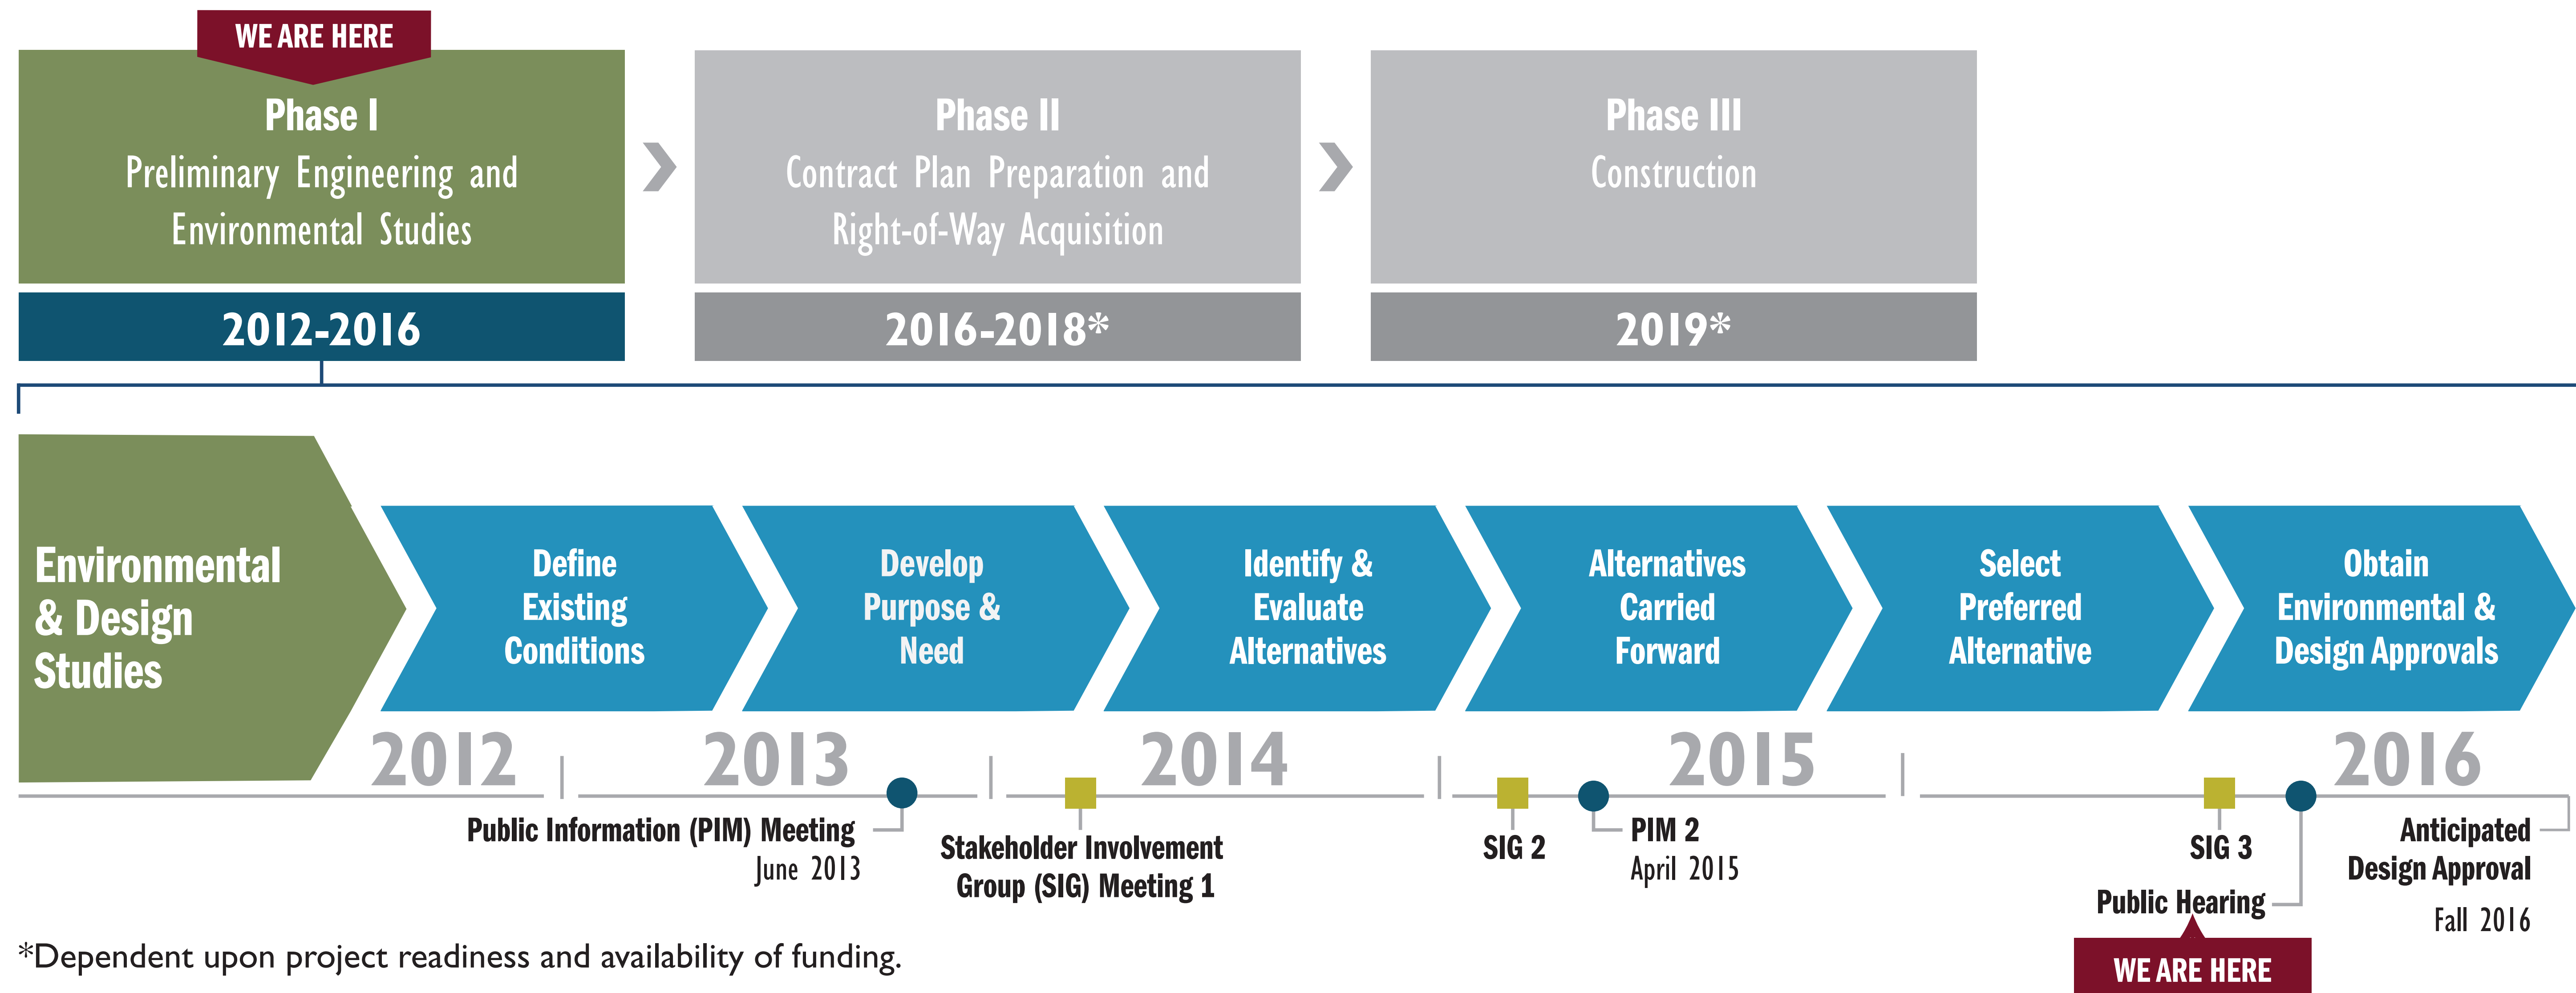 WE ARE HERE
Phase I
Preliminary Engineering and
Environmental Studies
2012-2016
Phase II
Contract Plan Preparation and
Right-of-Way Acquisition
2016-2018*
Phase III
Construction
2019*
Environmental
& Design
Studies
Define
Existing
Conditions
Develop
Purpose &
Need
Identify &
Evaluate
Alternatives
Alternatives
Carried
Forward
Select
Preferred
Alternative
Obtain
Environmental &
Design Approvals
2012
2013
2014
2015
2016
Public Information (PIM) Meeting
June 2013
Stakeholder Involvement
Group (SIG) Meeting 1
SIG 2
PIM 2
April 2015
SIG 3
Public Hearing
WE ARE HERE
Anticipated
Design Approval
Fall 2016
*Dependent upon project readiness and availability of funding.